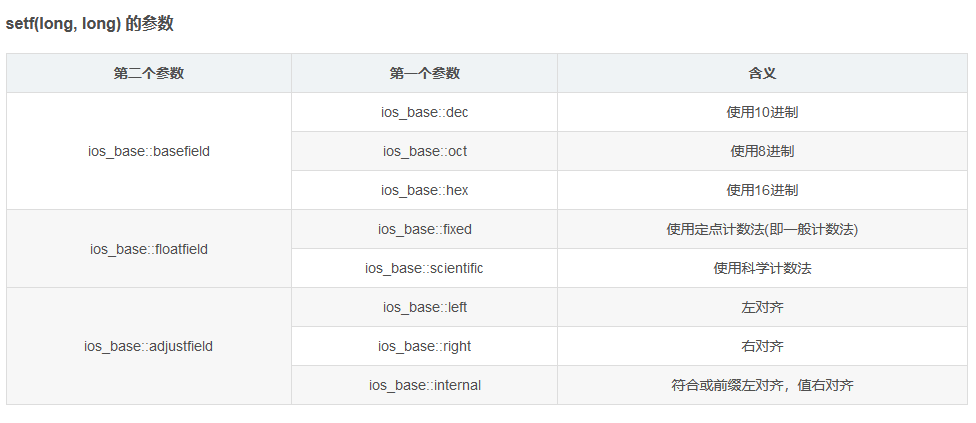 setf(long, long) 的参数
第二个参数 第一个参数 含义
ios_base::basefield ios_base::dec 使用10进制
ios_base::oct 使用8进制
ios_base::hex 使用16进制
ios_base::floatfield ios_base::fixed 使用定点计数法(即一般计数法)
ios_base::scientific 使用科学计数法
ios_base::adjustfield ios_base::left 左对齐
ios_base::right 右对齐
ios_base::internal 符合或前缀左对齐，值右对齐